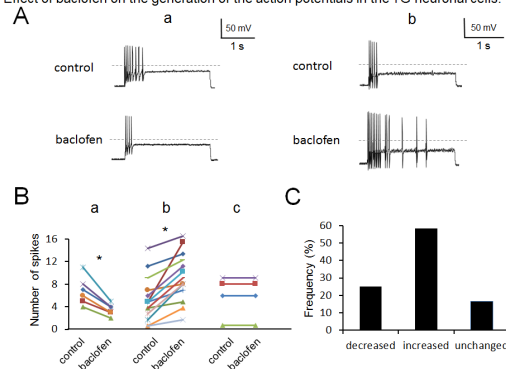 Effect of baclofen on the generation of the action potentials in the TG neuronal cells.
A
a
50 mV
1 s
control
baclofen
b
50 mV
1 s
control
baclofen
B
a
b
c
*
*
Number of spikes
16
12
8
4
0
control
baclofen
control
baclofen
control
baclofen
C
Frequency (%)
60
50
40
30
20
10
0
decreased increased unchanged